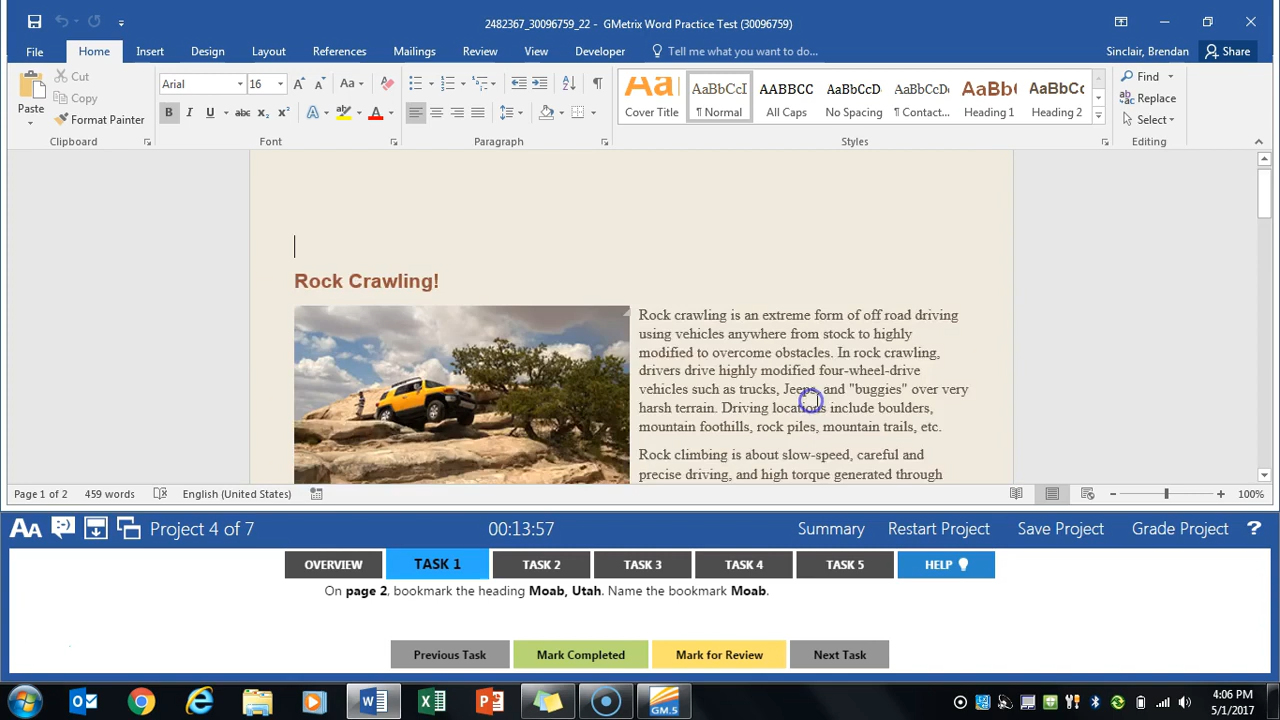 2482367_30096759_22 - GMetrix Word Practice Test (30096759)
File Home Insert Design Layout References Mailings Review View Developer Tell me what you want to do... Sinclair, Brendan Share
Paste
Cut
Copy
Format Painter
Clipboard
Arial 16 Aa
B I U abc X₂ X² A A
Font
Paragraph
Aa AaBbCcI AABBCC AaBbCcD AaBbCcDc AaBbC AaBbCc
Cover Title ¶ Normal All Caps No Spacing ¶ Contact... Heading 1 Heading 2
Styles
Find
Replace
Select
Editing
Rock Crawling!
Rock crawling is an extreme form of off road driving
using vehicles anywhere from stock to highly
modified to overcome obstacles. In rock crawling,
drivers drive highly modified four-wheel-drive
vehicles such as trucks, Jeeps, and "buggies" over very
harsh terrain. Driving locations include boulders,
mountain foothills, rock piles, mountain trails, etc.
Rock climbing is about slow-speed, careful and
precise driving, and high torque generated through
Page 1 of 2 459 words English (United States) 100%
AA Project 4 of 7 00:13:57 Summary Restart Project Save Project Grade Project ?
OVERVIEW TASK 1 TASK 2 TASK 3 TASK 4 TASK 5 HELP
On page 2, bookmark the heading Moab, Utah. Name the bookmark Moab.
Previous Task Mark Completed Mark for Review Next Task
GM.5
4:06 PM
5/1/2017